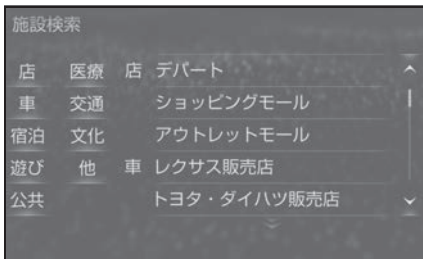 施設検索
店 医療 店 デパート
車 交通 ショッピングモール
宿泊 文化 アウトレットモール
遊び 他 車 レクサス販売店
公共 トヨタ・ダイハツ販売店